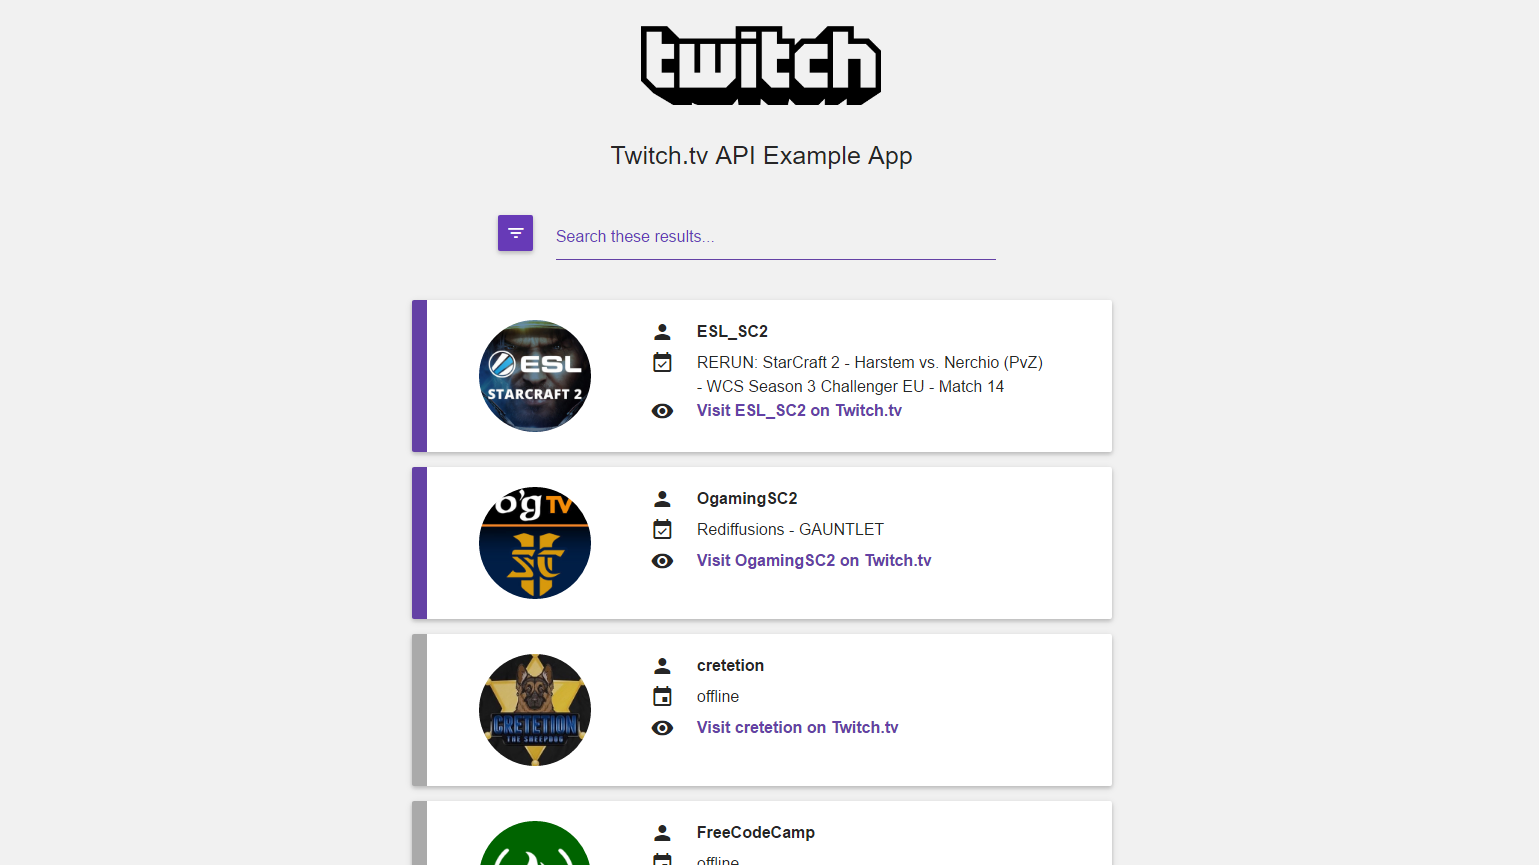 twitch
Twitch.tv API Example App
Search these results...
ESL
STARCRAFT 2
ESL_SC2
RERUN: StarCraft 2 - Harstem vs. Nerchio (PvZ)
- WCS Season 3 Challenger EU - Match 14
Visit ESL_SC2 on Twitch.tv
o'g TV
SC
OgamingSC2
Rediffusions - GAUNTLET
Visit OgamingSC2 on Twitch.tv
CRETETION
THE SHEEPDOG
cretetion
offline
Visit cretetion on Twitch.tv
FreeCodeCamp
offline